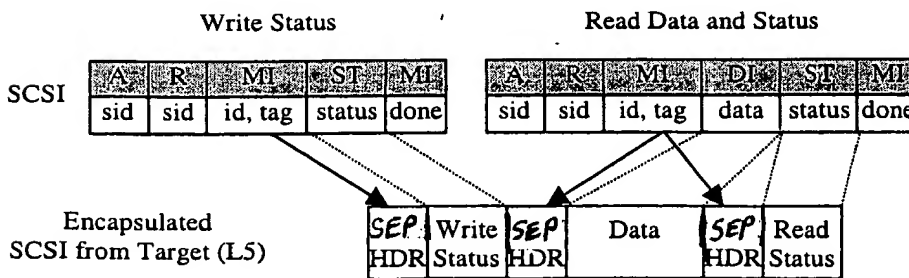 Write Status Read Data and Status
SCSI
A R MI ST MI A R MI DI ST MI
sid sid id, tag status done sid sid id, tag data status done
Encapsulated
SCSI from Target (L5)
SEP Write SEP Data SEP Read
HDR Status HDR HDR Status